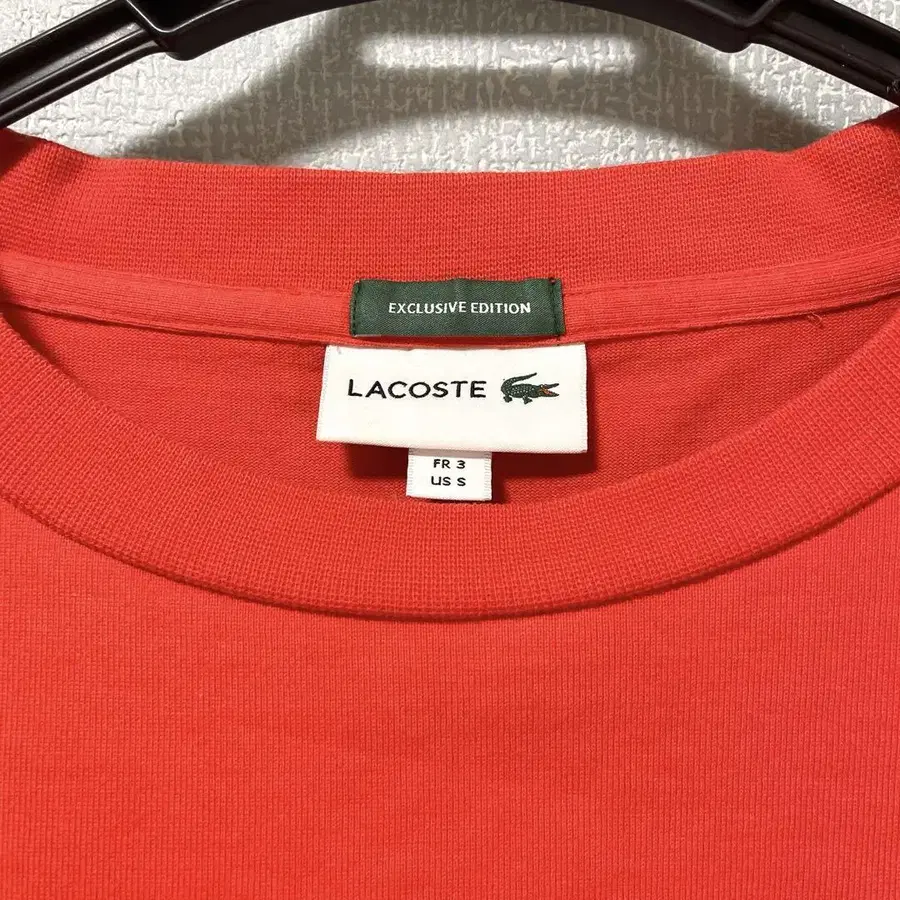 EXCLUSIVE EDITION
LACOSTE
FR 3
US S